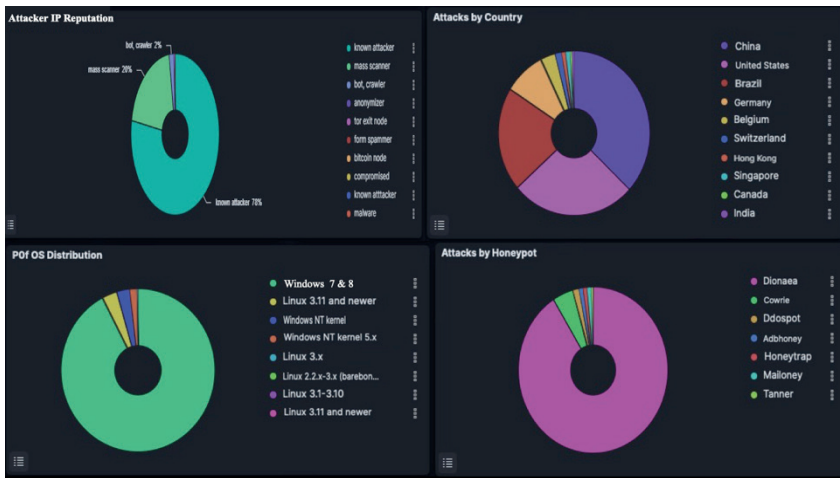 Attacker IP Reputation
bot, crawler 2%
mass scanner 20%
known attacker 78%
known attacker
mass scanner
bot, crawler
anonymizer
tor exit node
form spammer
bitcoin node
compromised
known atttacker
malware
Attacks by Country
China
United States
Brazil
Germany
Belgium
Switzerland
Hong Kong
Singapore
Canada
India
P0f OS Distribution
Windows 7 & 8
Linux 3.11 and newer
Windows NT kernel
Windows NT kernel 5.x
Linux 3.x
Linux 2.2.x-3.x (barebon...
Linux 3.1-3.10
Linux 3.11 and newer
Attacks by Honeypot
Dionaea
Cowrie
Ddospot
Adbhoney
Honeytrap
Mailoney
Tanner